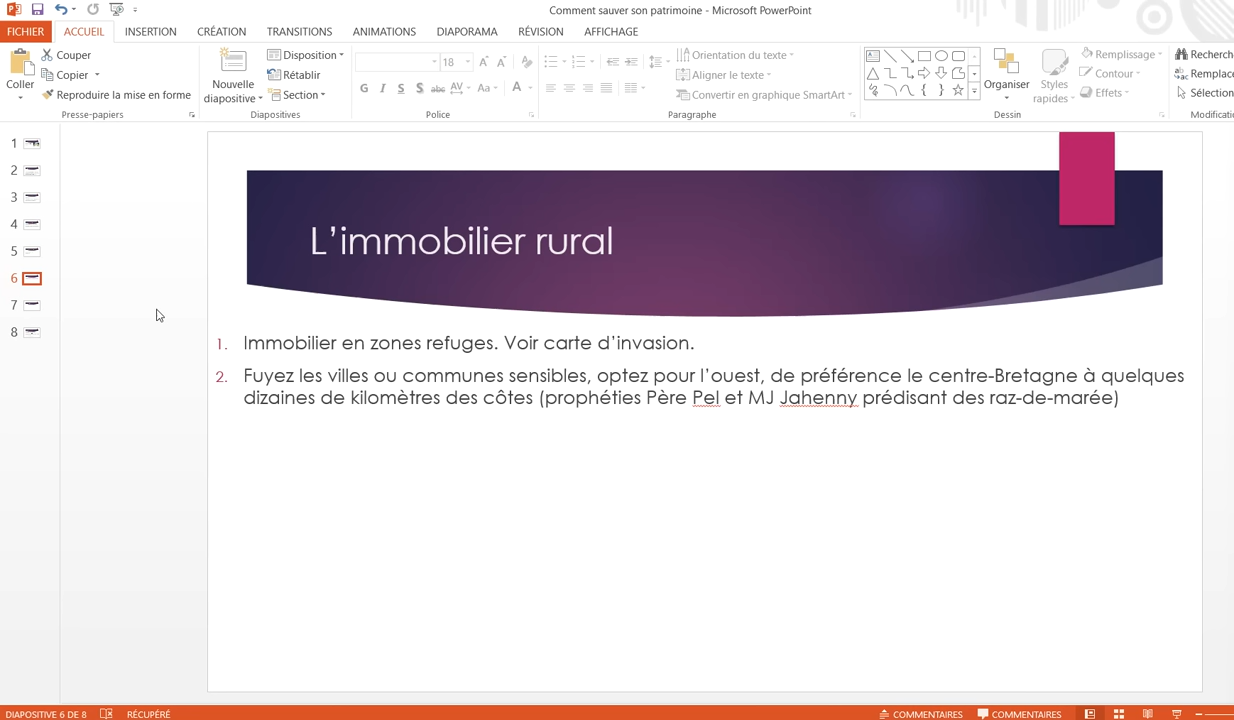 Comment sauver son patrimoine - Microsoft PowerPoint
FICHIER ACCUEIL INSERTION CRÉATION TRANSITIONS ANIMATIONS DIAPORAMA RÉVISION AFFICHAGE
Coller
Couper
Copier
Reproduire la mise en forme
Presse-papiers
Nouvelle
diapositive
Disposition
Rétablir
Section
Diapositives
18
G I S S abc AV Aa A
Police
Orientation du texte
Aligner le texte
Convertir en graphique SmartArt
Paragraphe
Organiser
Styles
rapides
Remplissage
Contour
Effets
Dessin
Recherch
Remplace
Sélection
Modificati
1
2
3
4
5
6
7
8
L’immobilier rural
1. Immobilier en zones refuges. Voir carte d’invasion.
2. Fuyez les villes ou communes sensibles, optez pour l’ouest, de préférence le centre-Bretagne à quelques
dizaines de kilomètres des côtes (prophéties Père Pel et MJ Jahenny prédisant des raz-de-marée)
DIAPOSITIVE 6 DE 8 RÉCUPÉRÉ COMMENTAIRES COMMENTAIRES